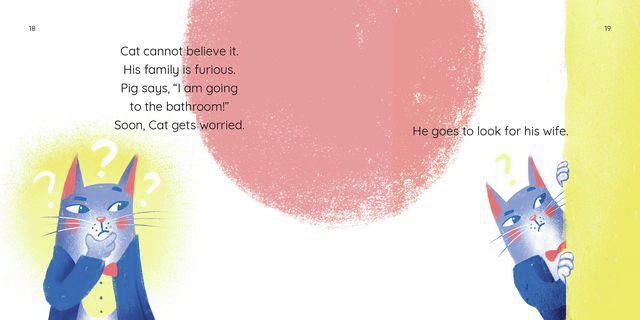 18
Cat cannot believe it.
His family is furious.
Pig says, “I am going
to the bathroom!”
Soon, Cat gets worried.
19
He goes to look for his wife.
?
?
?
?